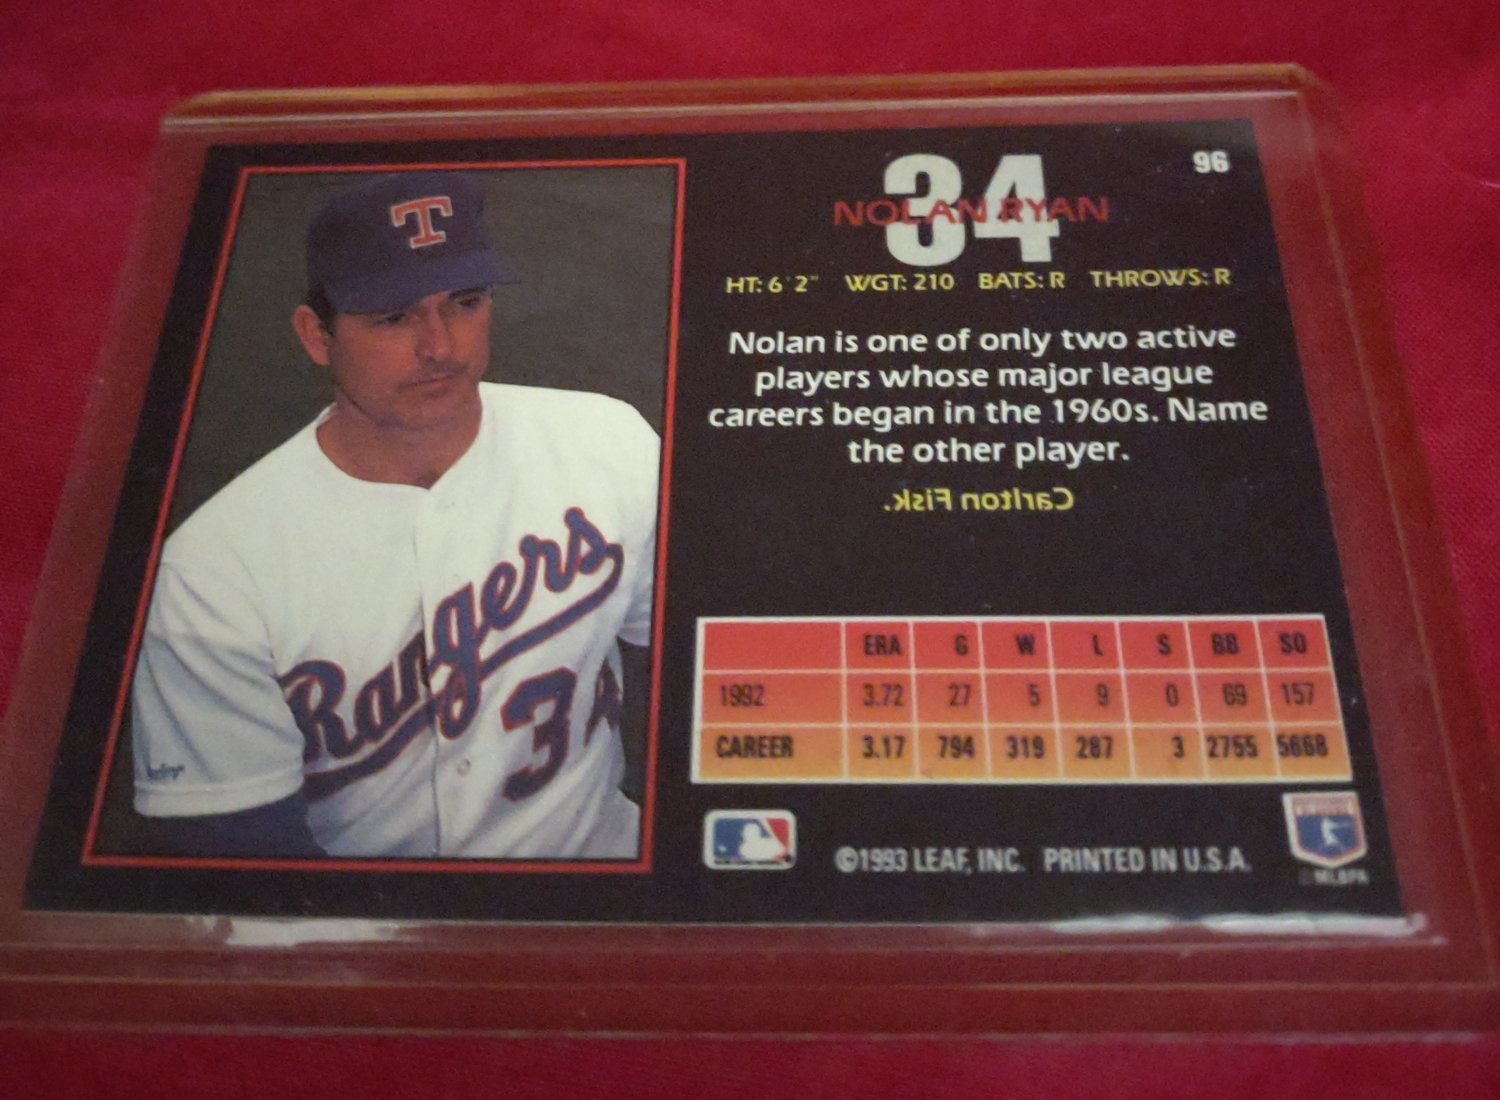 T
Rangers
34
96
34
NOLAN RYAN
HT: 6'2" WGT: 210 BATS: R THROWS: R
Nolan is one of only two active
players whose major league
careers began in the 1960s. Name
the other player.
Carlton Fisk.
ERA G W L S BB SO
1992 3.72 27 5 9 0 69 157
CAREER 3.17 794 319 287 3 2755 5668
©1993 LEAF, INC. PRINTED IN U.S.A.
©MLBPA